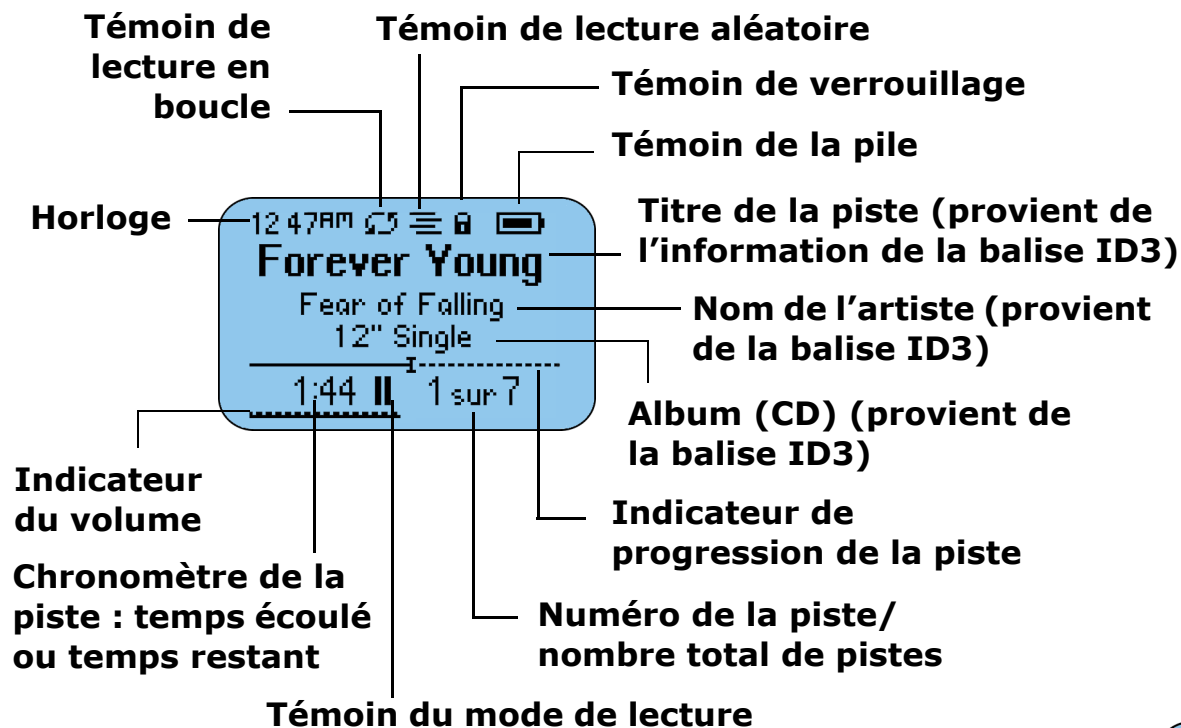 Témoin de
lecture en
boucle
Témoin de lecture aléatoire
Témoin de verrouillage
Témoin de la pile
Horloge
12 47AM
Forever Young
Fear of Falling
12" Single
1:44
1 sur 7
Titre de la piste (provient de
l’information de la balise ID3)
Nom de l’artiste (provient
de la balise ID3)
Album (CD) (provient de
la balise ID3)
Indicateur
du volume
Indicateur de
progression de la piste
Chronomètre de la
piste : temps écoulé
ou temps restant
Numéro de la piste/
nombre total de pistes
Témoin du mode de lecture